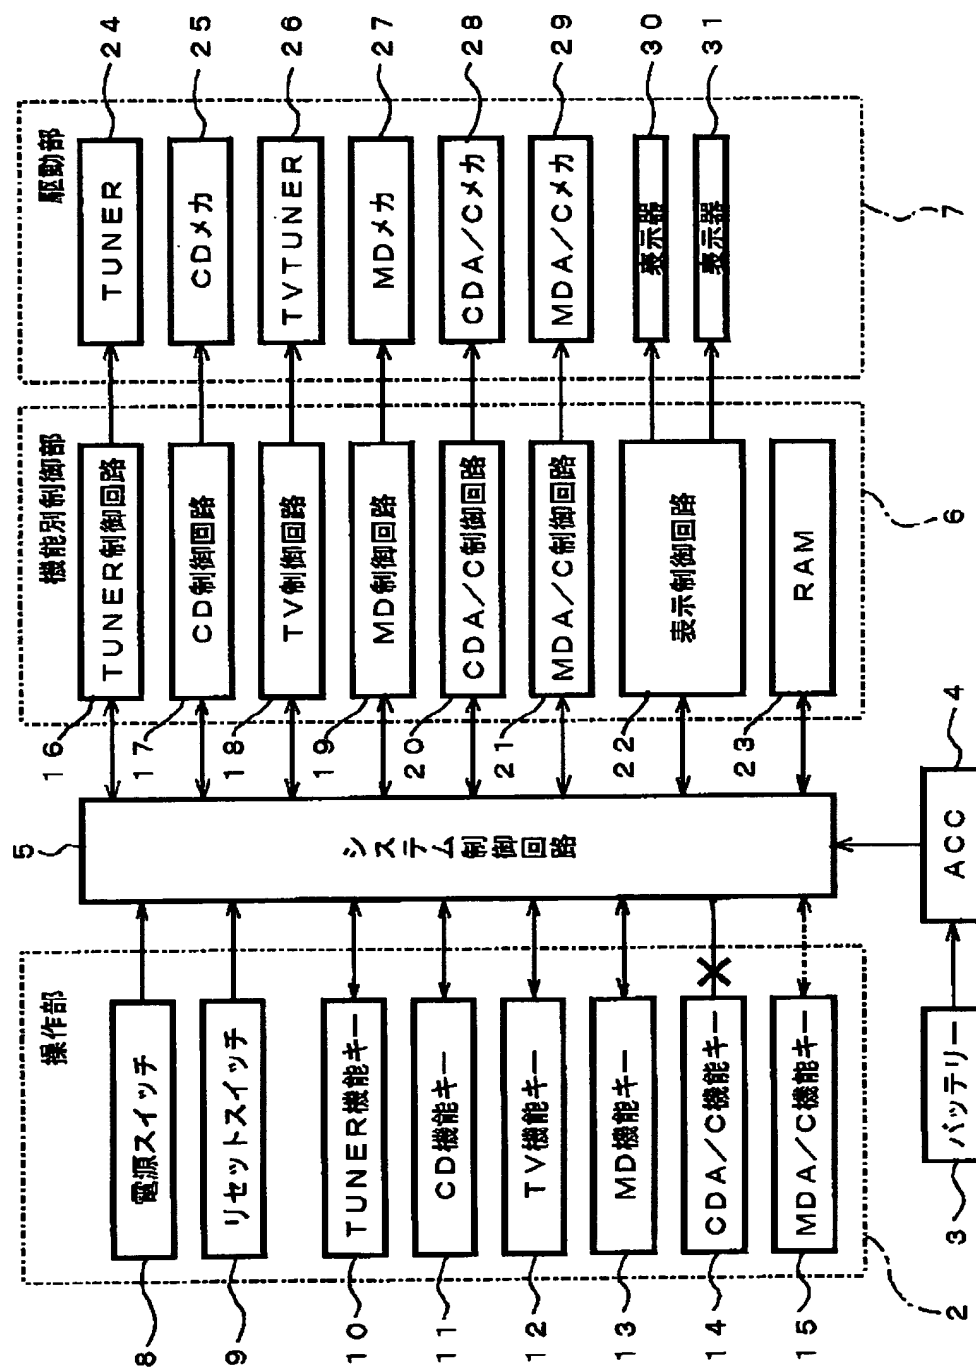 操作部
8
電源スイッチ
9
リセットスイッチ
10
TUNER機能キー
11
CD機能キー
12
TV機能キー
13
MD機能キー
14
CDA/C機能キー
15
MDA/C機能キー
2
3
バッテリー
ACC
4
5
システム制御回路
機能別制御部
16
TUNER制御回路
17
CD制御回路
18
TV制御回路
19
MD制御回路
20
CDA/C制御回路
21
MDA/C制御回路
22
表示制御回路
23
RAM
6
駆動部
TUNER
24
CDメカ
25
TVTUNER
26
MDメカ
27
CDA/Cメカ
28
MDA/Cメカ
29
表示器
30
表示器
31
7